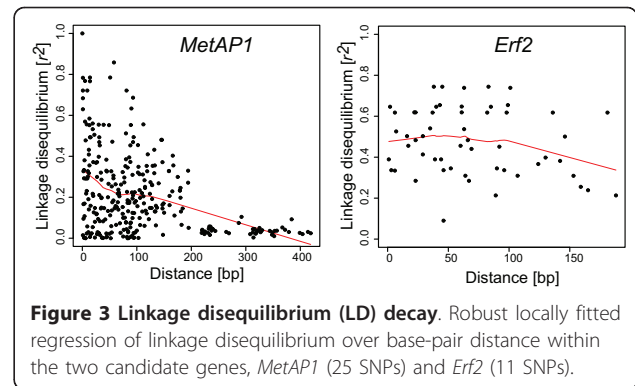 MetAP1
Linkage disequilibrium [r²]
1.0
0.8
0.6
0.4
0.2
0.0
0 100 200 300 400
Distance [bp]
Erf2
Linkage disequilibrium [r²]
1.0
0.8
0.6
0.4
0.2
0.0
0 50 100 150
Distance [bp]
Figure 3 Linkage disequilibrium (LD) decay. Robust locally fitted
regression of linkage disequilibrium over base-pair distance within
the two candidate genes, MetAP1 (25 SNPs) and Erf2 (11 SNPs).